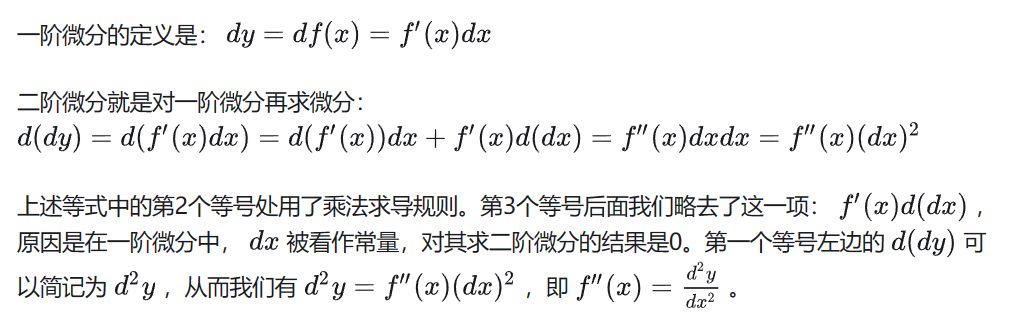 一阶微分的定义是： dy = df(x) = f′(x)dx
二阶微分就是对一阶微分再求微分：
d(dy) = d(f′(x)dx) = d(f′(x))dx + f′(x)d(dx) = f″(x)dxdx = f″(x)(dx)²
上述等式中的第2个等号处用了乘法求导规则。第3个等号后面我们略去了这一项： f′(x)d(dx) ，
原因是在一阶微分中， dx 被看作常量，对其求二阶微分的结果是0。第一个等号左边的 d(dy) 可
以简记为 d²y ，从而我们有 d²y = f″(x)(dx)² ，即 f″(x) = d²y/dx² 。